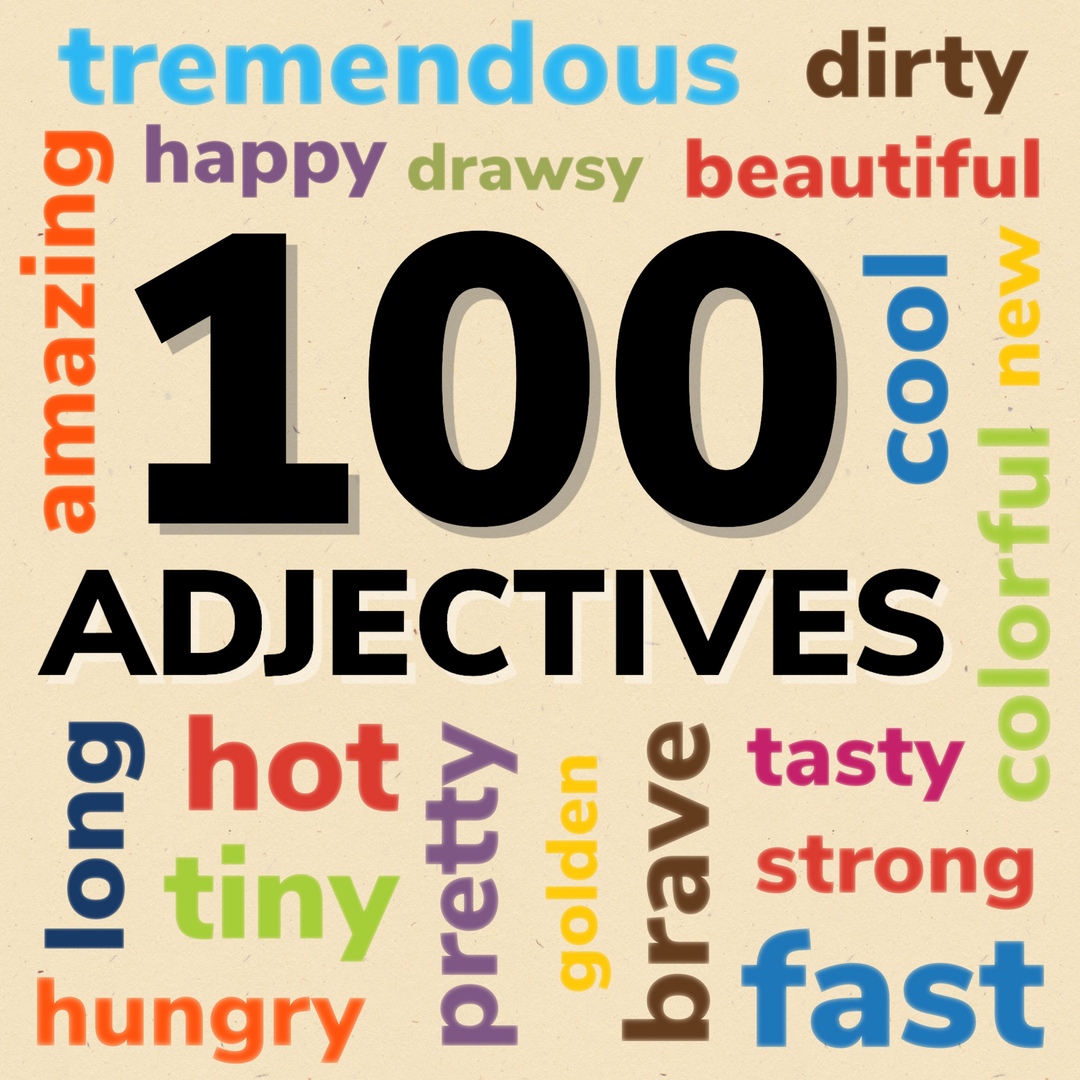 tremendous
dirty
amazing
happy
drawsy
beautiful
100
cool
new
ADJECTIVES
colorful
long
hot
pretty
golden
brave
tasty
tiny
strong
hungry
fast